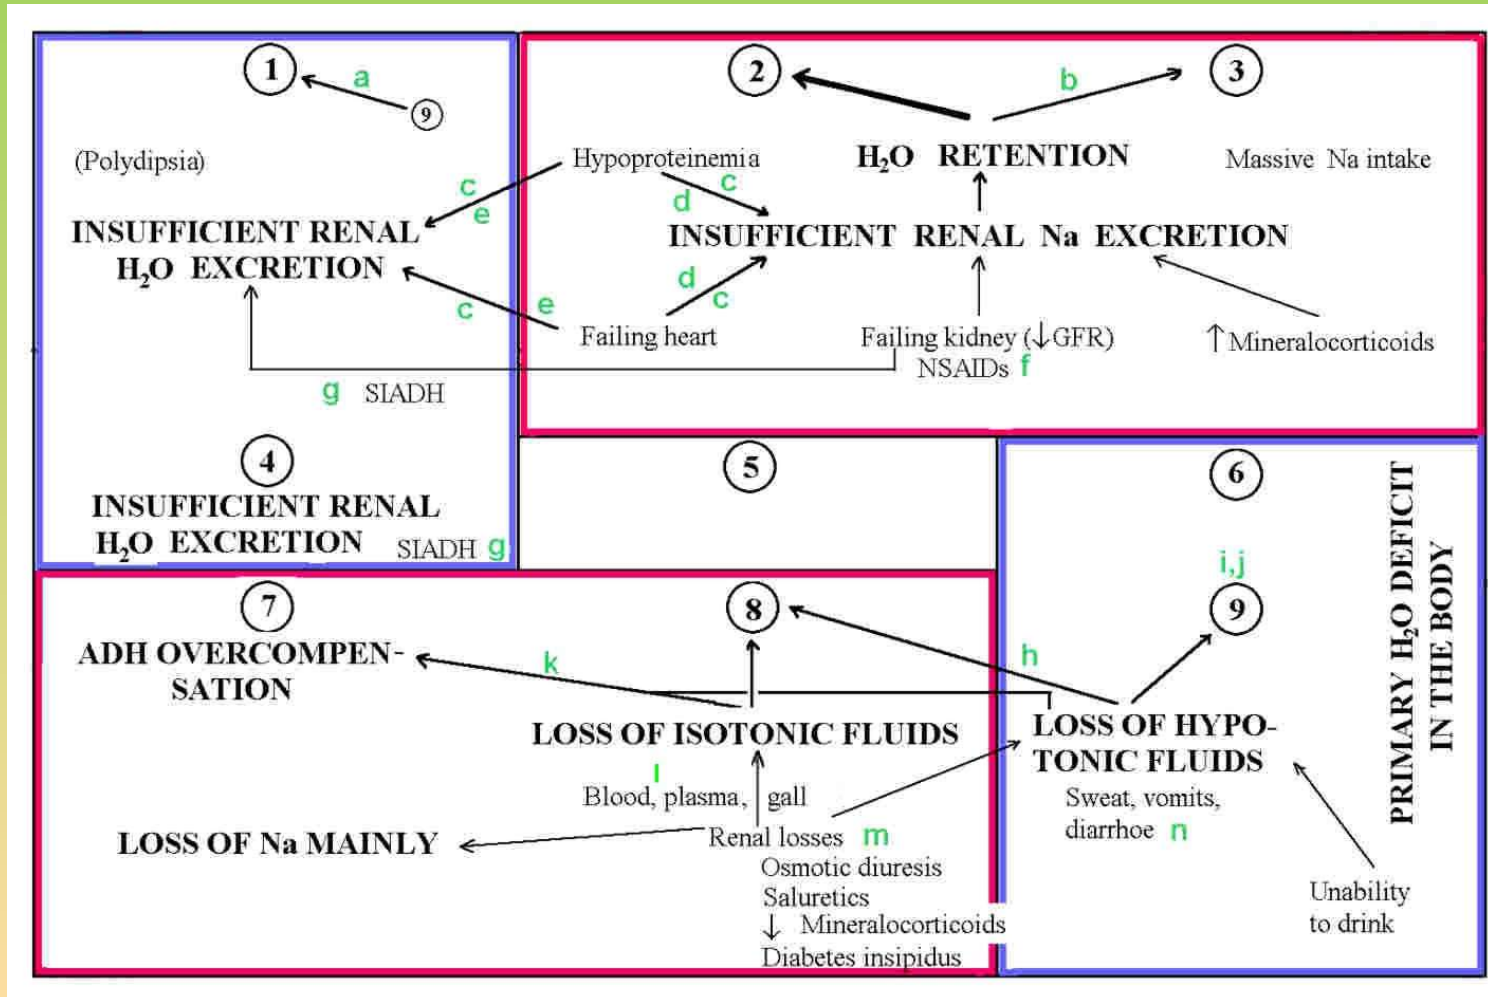 1
a
9
(Polydipsia)
c
e
INSUFFICIENT RENAL
H₂O EXCRETION
c
e
g SIADH
4
INSUFFICIENT RENAL
H₂O EXCRETION SIADH g
2
b
3
Hypoproteinemia
H₂O RETENTION
Massive Na intake
c
d
INSUFFICIENT RENAL Na EXCRETION
d
c
Failing heart
Failing kidney (↓GFR)
NSAIDs f
↑Mineralocorticoids
5
6
i,j
9
h
LOSS OF HYPO-
TONIC FLUIDS
Sweat, vomits,
diarrhoe n
Unability
to drink
PRIMARY H₂O DEFICIT
IN THE BODY
7
ADH OVERCOMPEN-
SATION
k
8
LOSS OF ISOTONIC FLUIDS
l
Blood, plasma, gall
LOSS OF Na MAINLY
Renal losses m
Osmotic diuresis
Saluretics
↓ Mineralocorticoids
Diabetes insipidus